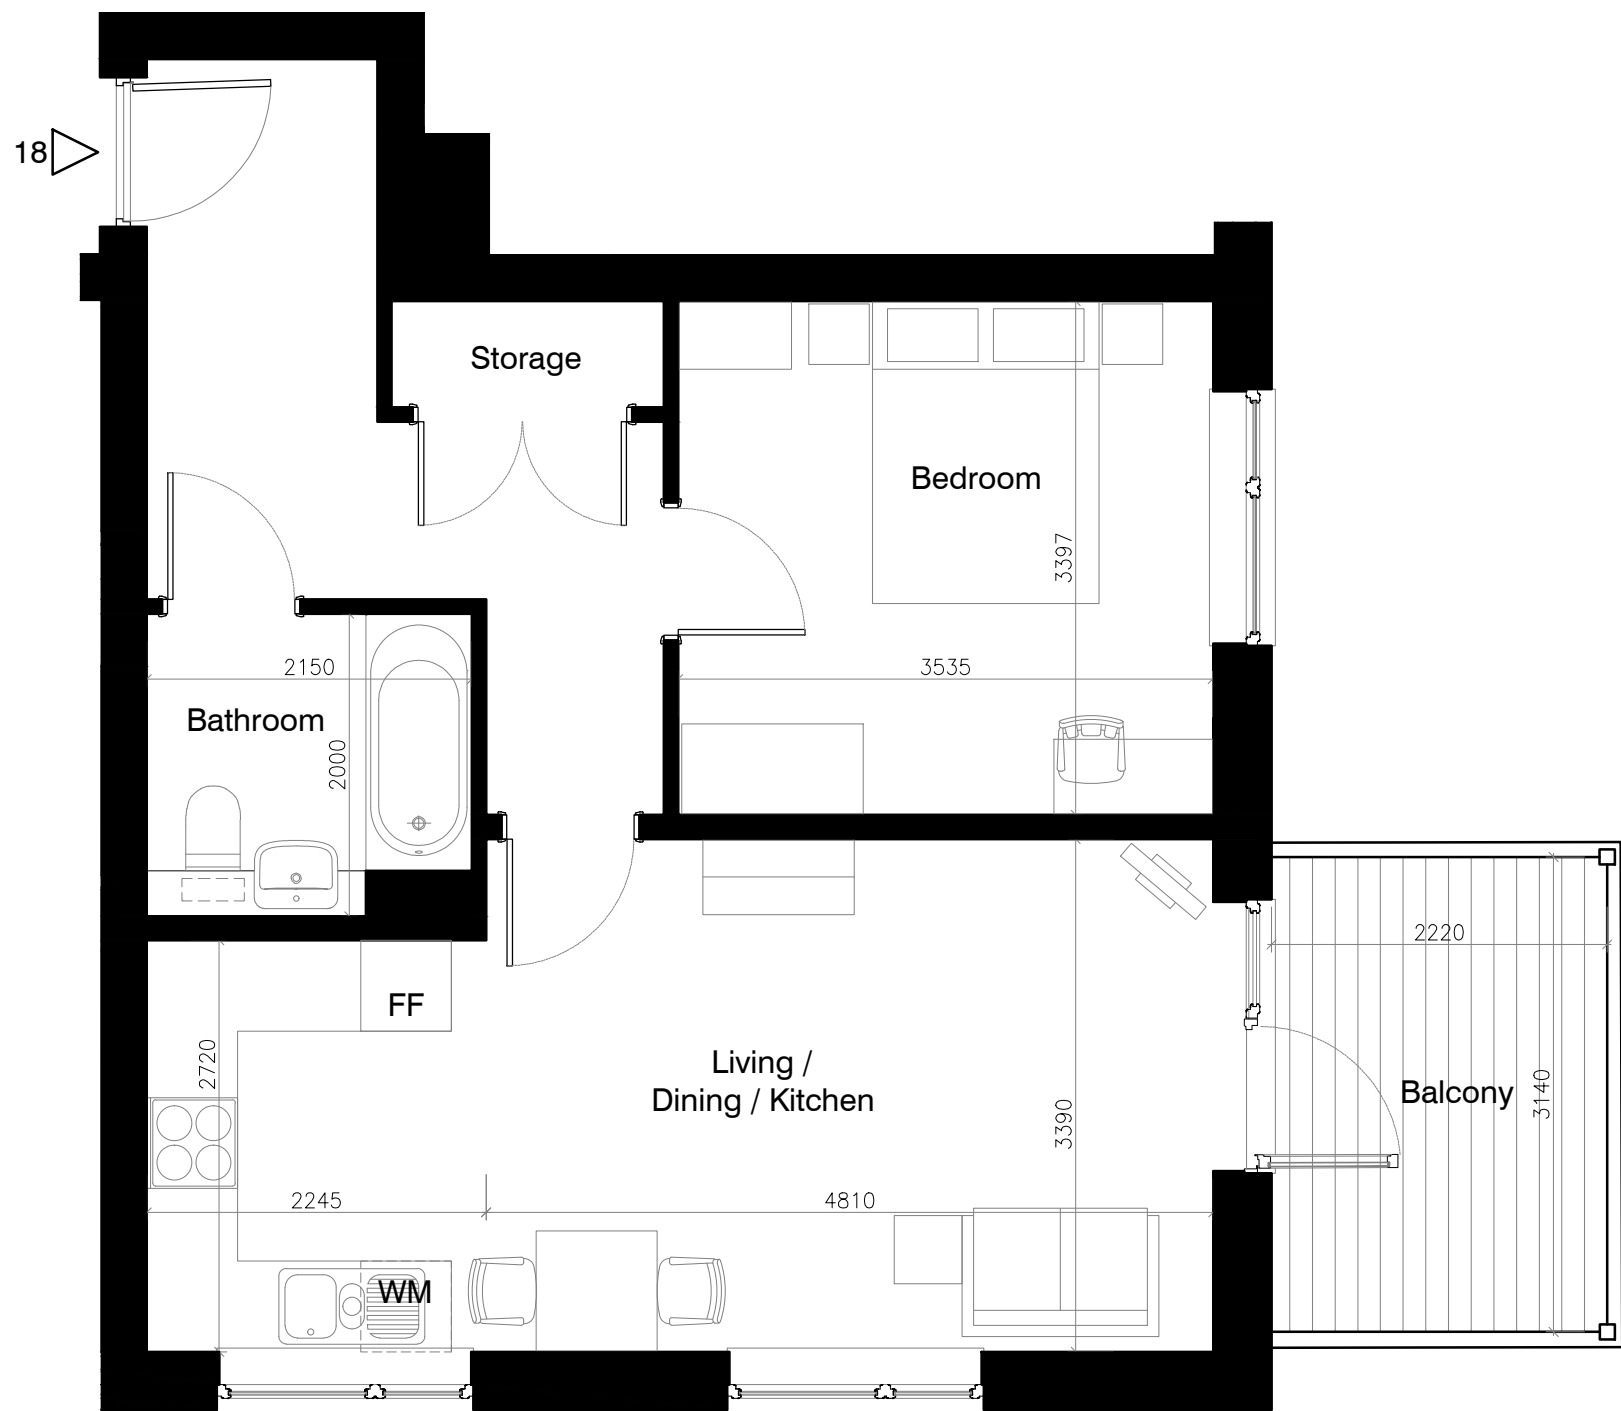 18
Storage
Bedroom
3397
2150
3535
Bathroom
2000
2220
FF
2720
Living /
Dining / Kitchen
3390
Balcony
3140
2245
4810
WM